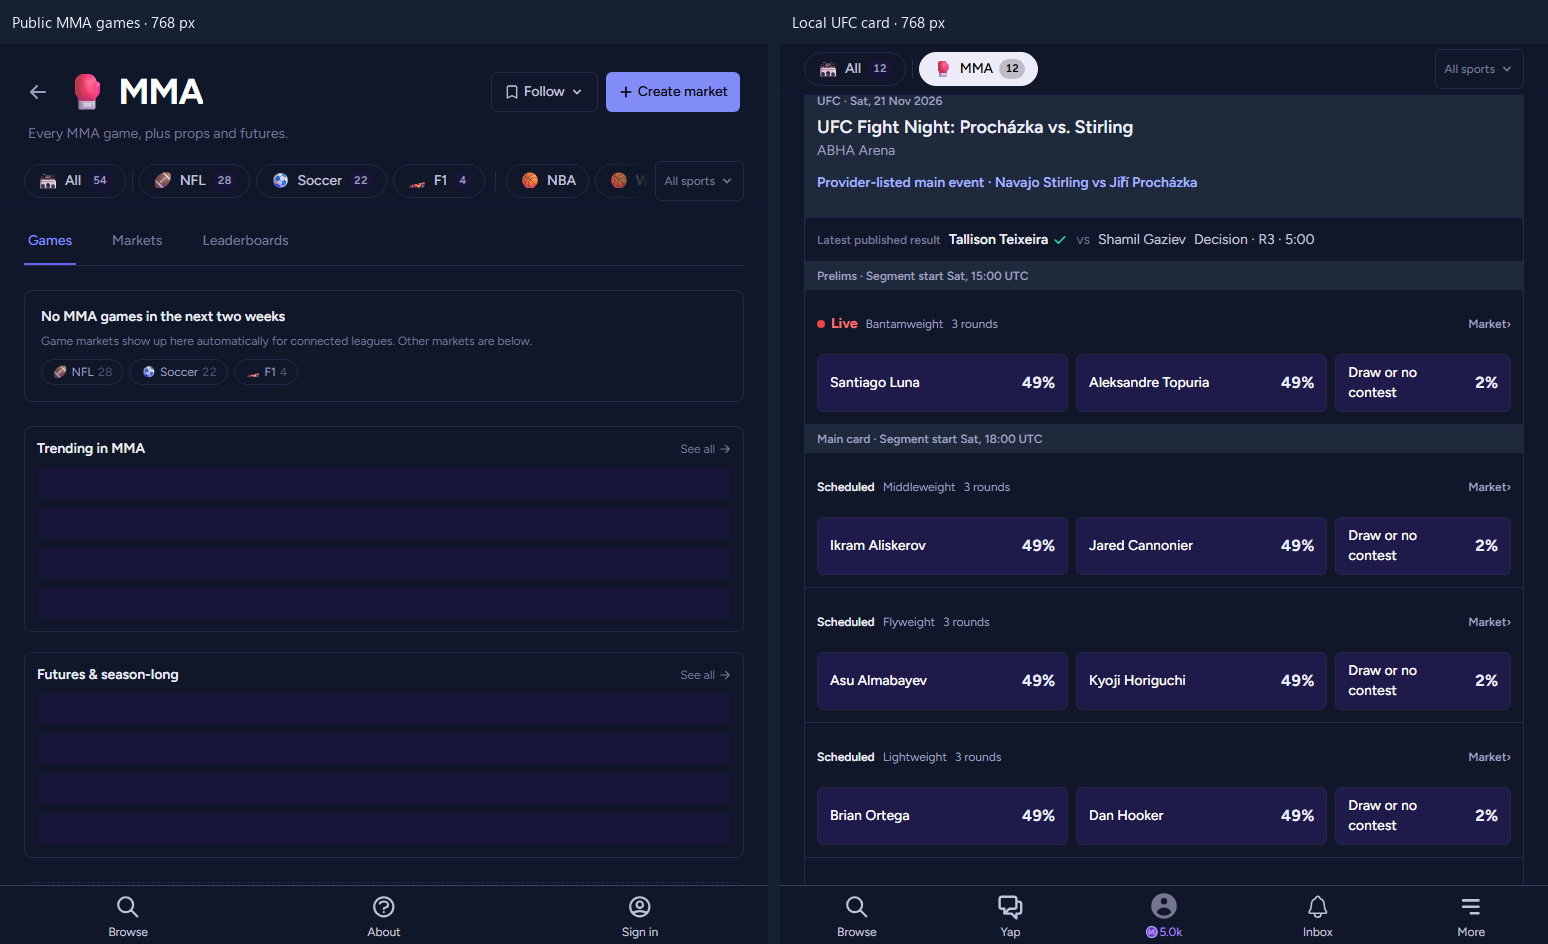 Public MMA games · 768 px
MMA
Follow
Create market
Every MMA game, plus props and futures.
All 54
NFL 28
Soccer 22
F1 4
NBA
W
All sports
Games
Markets
Leaderboards
No MMA games in the next two weeks
Game markets show up here automatically for connected leagues. Other markets are below.
NFL 28
Soccer 22
F1 4
Trending in MMA
See all →
Futures & season-long
See all →
Browse
About
Sign in
Local UFC card · 768 px
All 12
MMA 12
All sports
UFC · Sat, 21 Nov 2026
UFC Fight Night: Procházka vs. Stirling
ABHA Arena
Provider-listed main event · Navajo Stirling vs Jiří Procházka
Latest published result Tallison Teixeira ✓ vs Shamil Gaziev Decision · R3 · 5:00
Prelims · Segment start Sat, 15:00 UTC
Live Bantamweight 3 rounds
Market›
Santiago Luna 49%
Aleksandre Topuria 49%
Draw or no contest 2%
Main card · Segment start Sat, 18:00 UTC
Scheduled Middleweight 3 rounds
Market›
Ikram Aliskerov 49%
Jared Cannonier 49%
Draw or no contest 2%
Scheduled Flyweight 3 rounds
Market›
Asu Almabayev 49%
Kyoji Horiguchi 49%
Draw or no contest 2%
Scheduled Lightweight 3 rounds
Market›
Brian Ortega 49%
Dan Hooker 49%
Draw or no contest 2%
Browse
Yap
M 5.0k
Inbox
More